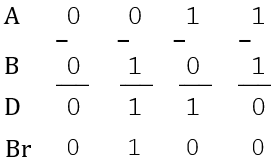 A 0 0 1 1
- - - -
B 0 1 0 1
D 0 1 1 0
Br 0 1 0 0